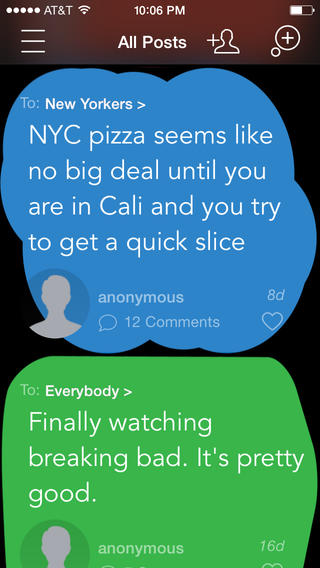 AT&T 10:06 PM
All Posts
To: New Yorkers >
NYC pizza seems like
no big deal until you
are in Cali and you try
to get a quick slice
anonymous 8d
12 Comments
To: Everybody >
Finally watching
breaking bad. It's pretty
good.
anonymous 16d